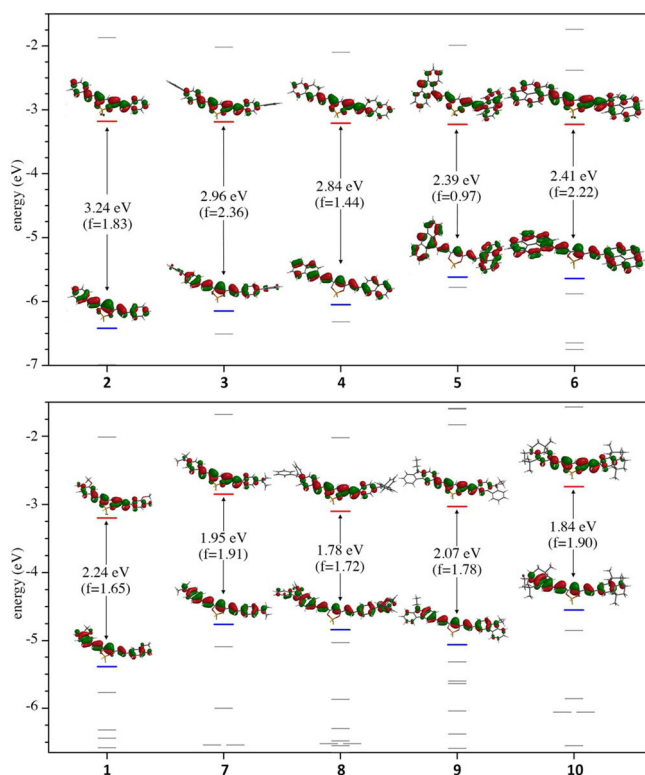 -2
-3
-4
-5
-6
-7
energy (eV)
3.24 eV
(f=1.83)
2.96 eV
(f=2.36)
2.84 eV
(f=1.44)
2.39 eV
(f=0.97)
2.41 eV
(f=2.22)
2 3 4 5 6
-2
-3
-4
-5
-6
energy (eV)
2.24 eV
(f=1.65)
1.95 eV
(f=1.91)
1.78 eV
(f=1.72)
2.07 eV
(f=1.78)
1.84 eV
(f=1.90)
1 7 8 9 10